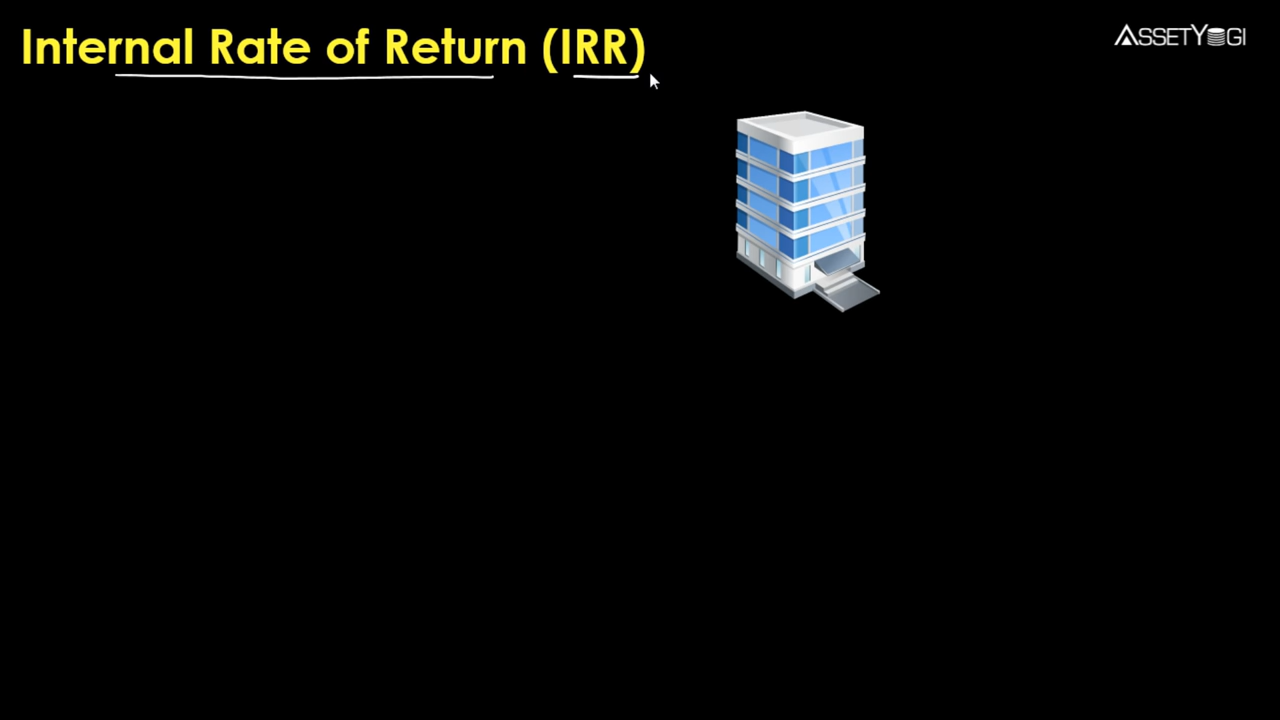 Internal Rate of Return (IRR)
ASSETYOGI